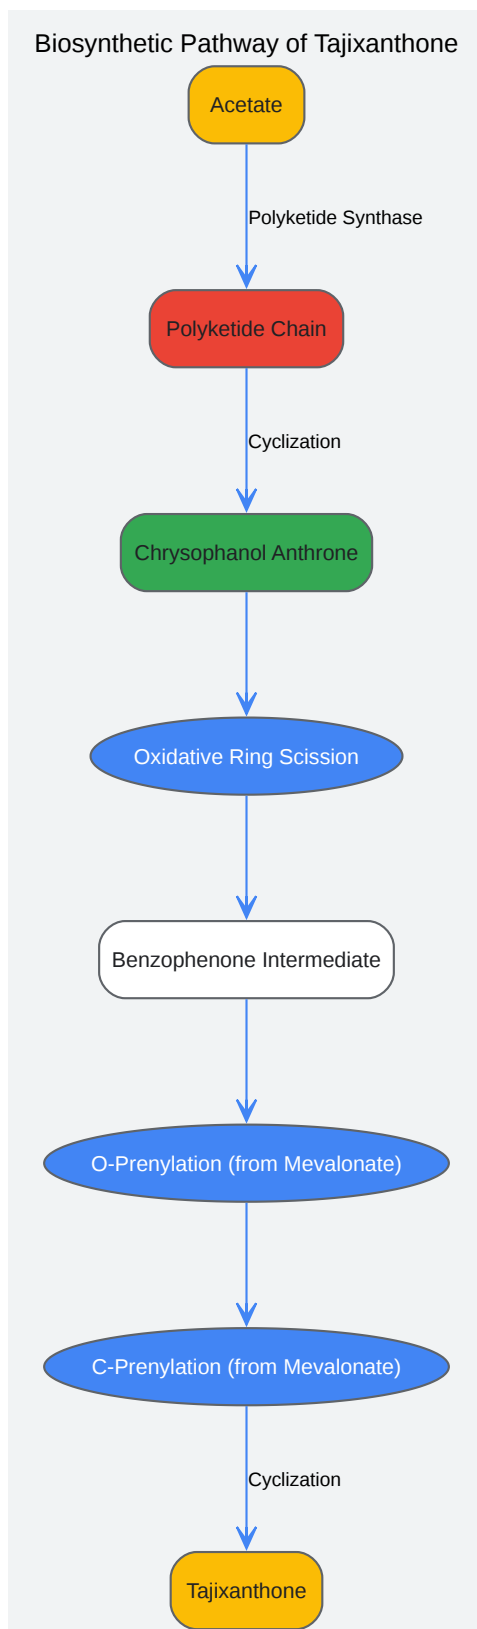 Biosynthetic Pathway of Tajixanthone
Acetate
Polyketide Synthase
Polyketide Chain
Cyclization
Chrysophanol Anthrone
Oxidative Ring Scission
Benzophenone Intermediate
O-Prenylation (from Mevalonate)
C-Prenylation (from Mevalonate)
Cyclization
Tajixanthone